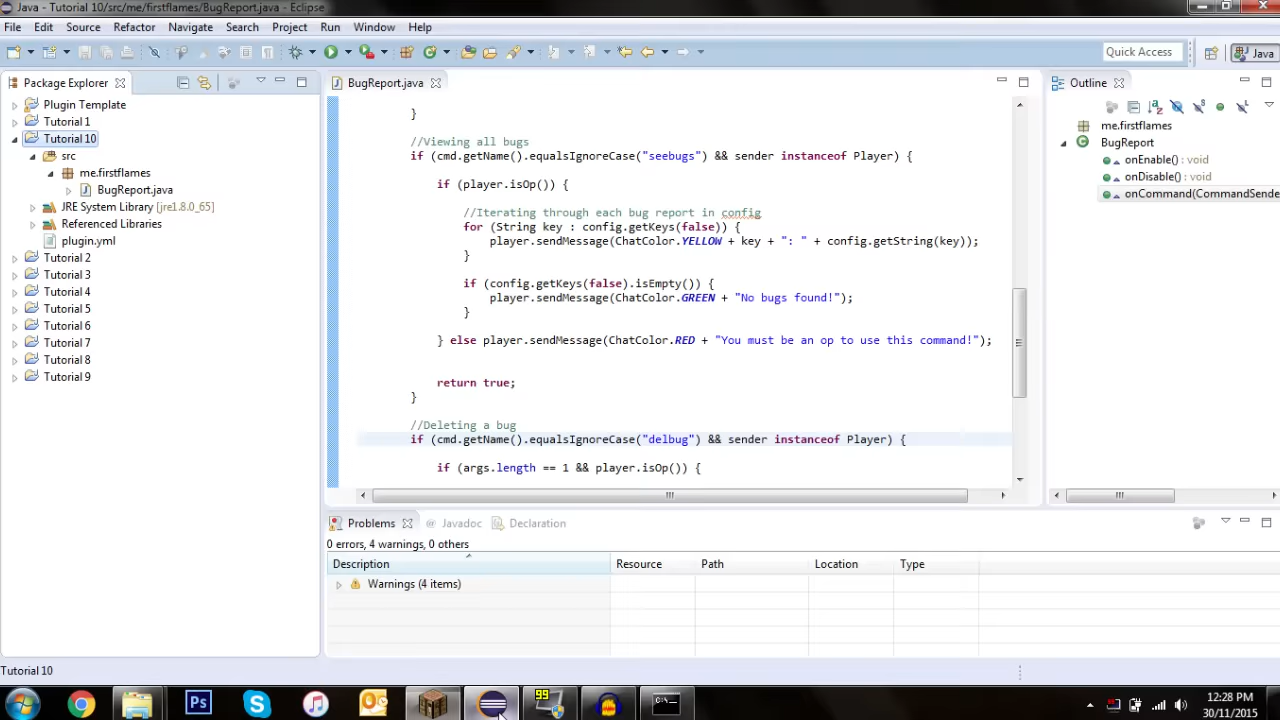 Java - Tutorial 10/src/me/firstflames/BugReport.java - Eclipse
File Edit Source Refactor Navigate Search Project Run Window Help
Quick Access Java
Package Explorer
Plugin Template
Tutorial 1
Tutorial 10
src
me.firstflames
BugReport.java
JRE System Library [jre1.8.0_65]
Referenced Libraries
plugin.yml
Tutorial 2
Tutorial 3
Tutorial 4
Tutorial 5
Tutorial 6
Tutorial 7
Tutorial 8
Tutorial 9
BugReport.java
}
//Viewing all bugs
if (cmd.getName().equalsIgnoreCase("seebugs") && sender instanceof Player) {
if (player.isOp()) {
//Iterating through each bug report in config
for (String key : config.getKeys(false)) {
player.sendMessage(ChatColor.YELLOW + key + ": " + config.getString(key));
}
if (config.getKeys(false).isEmpty()) {
player.sendMessage(ChatColor.GREEN + "No bugs found!");
}
} else player.sendMessage(ChatColor.RED + "You must be an op to use this command!");
return true;
}
//Deleting a bug
if (cmd.getName().equalsIgnoreCase("delbug") && sender instanceof Player) {
if (args.length == 1 && player.isOp()) {
Outline
me.firstflames
BugReport
onEnable() : void
onDisable() : void
onCommand(CommandSende
Problems @ Javadoc Declaration
0 errors, 4 warnings, 0 others
Description Resource Path Location Type
Warnings (4 items)
Tutorial 10
Ps
99
C:\_
12:28 PM
30/11/2015